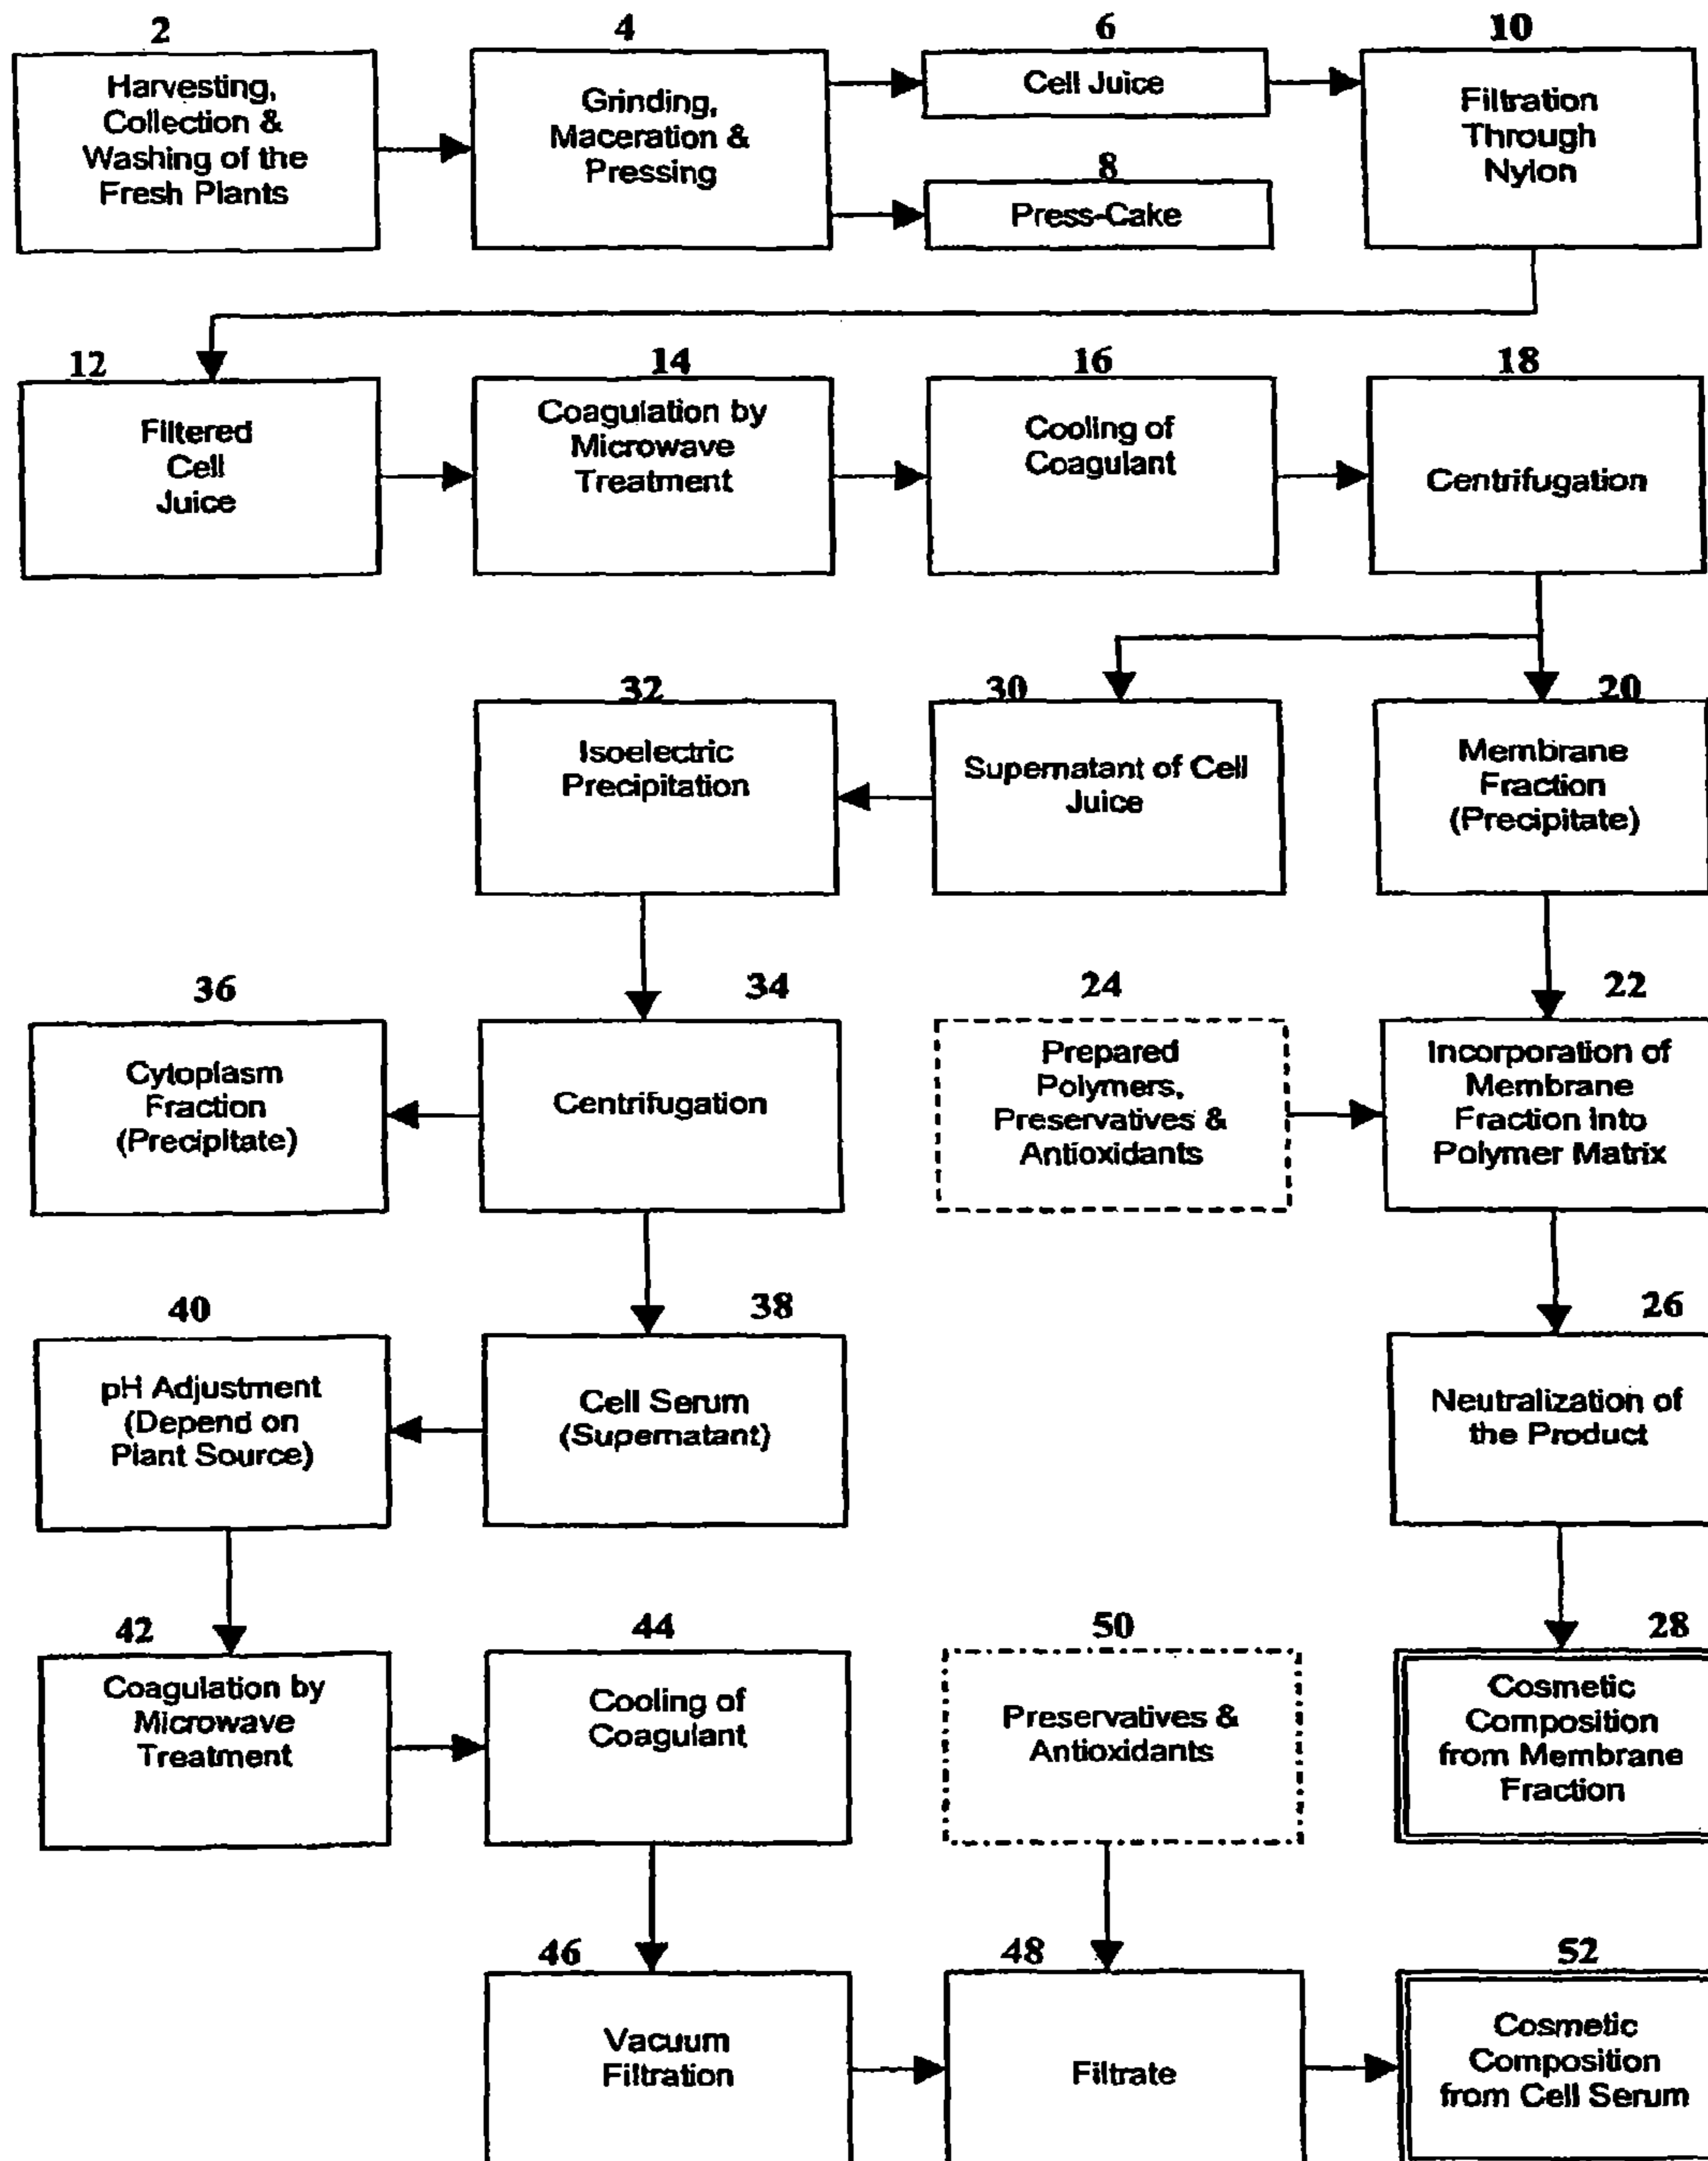 2
Harvesting,
Collection &
Washing of the
Fresh Plants
4
Grinding,
Maceration &
Pressing
6
Cell Juice
8
Press-Cake
10
Filtration
Through
Nylon
12
Filtered
Cell
Juice
14
Coagulation by
Microwave
Treatment
16
Cooling of
Coagulant
18
Centrifugation
32
Isoelectric
Precipitation
30
Supernatant of Cell
Juice
20
Membrane
Fraction
(Precipitate)
36
Cytoplasm
Fraction
(Precipitate)
34
Centrifugation
24
Prepared
Polymers,
Preservatives &
Antioxidants
22
Incorporation of
Membrane
Fraction into
Polymer Matrix
40
pH Adjustment
(Depend on
Plant Source)
38
Cell Serum
(Supernatant)
26
Neutralization of
the Product
42
Coagulation by
Microwave
Treatment
44
Cooling of
Coagulant
50
Preservatives &
Antioxidants
28
Cosmetic
Composition
from Membrane
Fraction
46
Vacuum
Filtration
48
Filtrate
52
Cosmetic
Composition
from Cell Serum